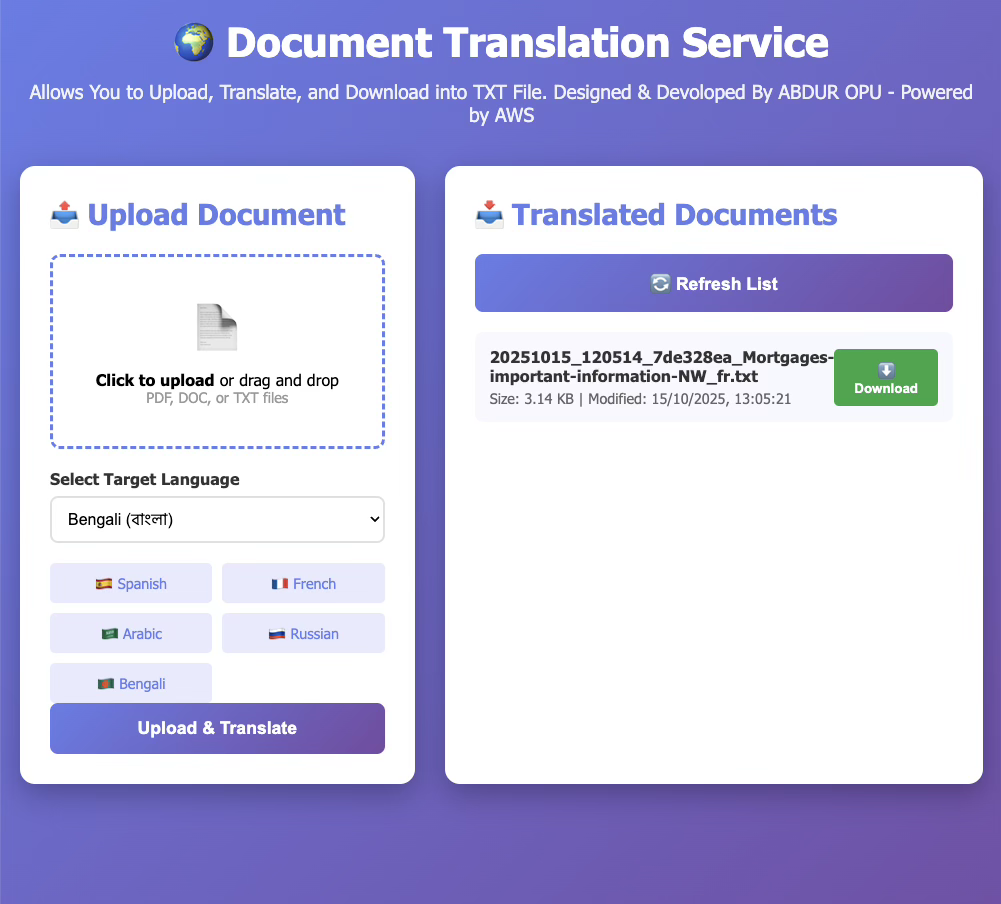 Document Translation Service
Allows You to Upload, Translate, and Download into TXT File. Designed & Devoloped By ABDUR OPU - Powered
by AWS
Upload Document
Click to upload or drag and drop
PDF, DOC, or TXT files
Select Target Language
Bengali (বাংলা)
Spanish
French
Arabic
Russian
Bengali
Upload & Translate
Translated Documents
Refresh List
20251015_120514_7de328ea_Mortgages-
important-information-NW_fr.txt
Size: 3.14 KB | Modified: 15/10/2025, 13:05:21
Download